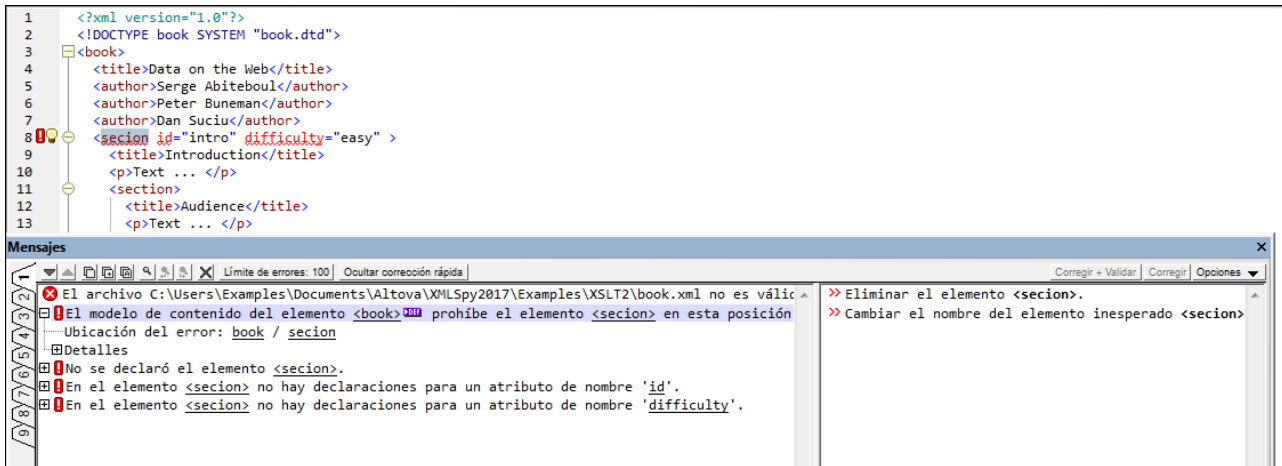 1 <?xml version="1.0"?>
2 <!DOCTYPE book SYSTEM "book.dtd">
3 <book>
4 <title>Data on the Web</title>
5 <author>Serge Abiteboul</author>
6 <author>Peter Buneman</author>
7 <author>Dan Suciu</author>
8 <secion id="intro" difficulty="easy" >
9 <title>Introduction</title>
10 <p>Text ... </p>
11 <section>
12 <title>Audience</title>
13 <p>Text ... </p>
Mensajes
Límite de errores: 100 Ocultar corrección rápida Corregir + Validar Corregir Opciones
El archivo C:\Users\Examples\Documents\Altova\XMLSpy2017\Examples\XSLT2\book.xml no es válic
El modelo de contenido del elemento <book> DEF prohíbe el elemento <secion> en esta posición
Ubicación del error: book / secion
Detalles
No se declaró el elemento <secion>.
En el elemento <secion> no hay declaraciones para un atributo de nombre 'id'.
En el elemento <secion> no hay declaraciones para un atributo de nombre 'difficulty'.
>> Eliminar el elemento <secion>.
>> Cambiar el nombre del elemento inesperado <secion>
1
2
3
4
5
6
7
8
9